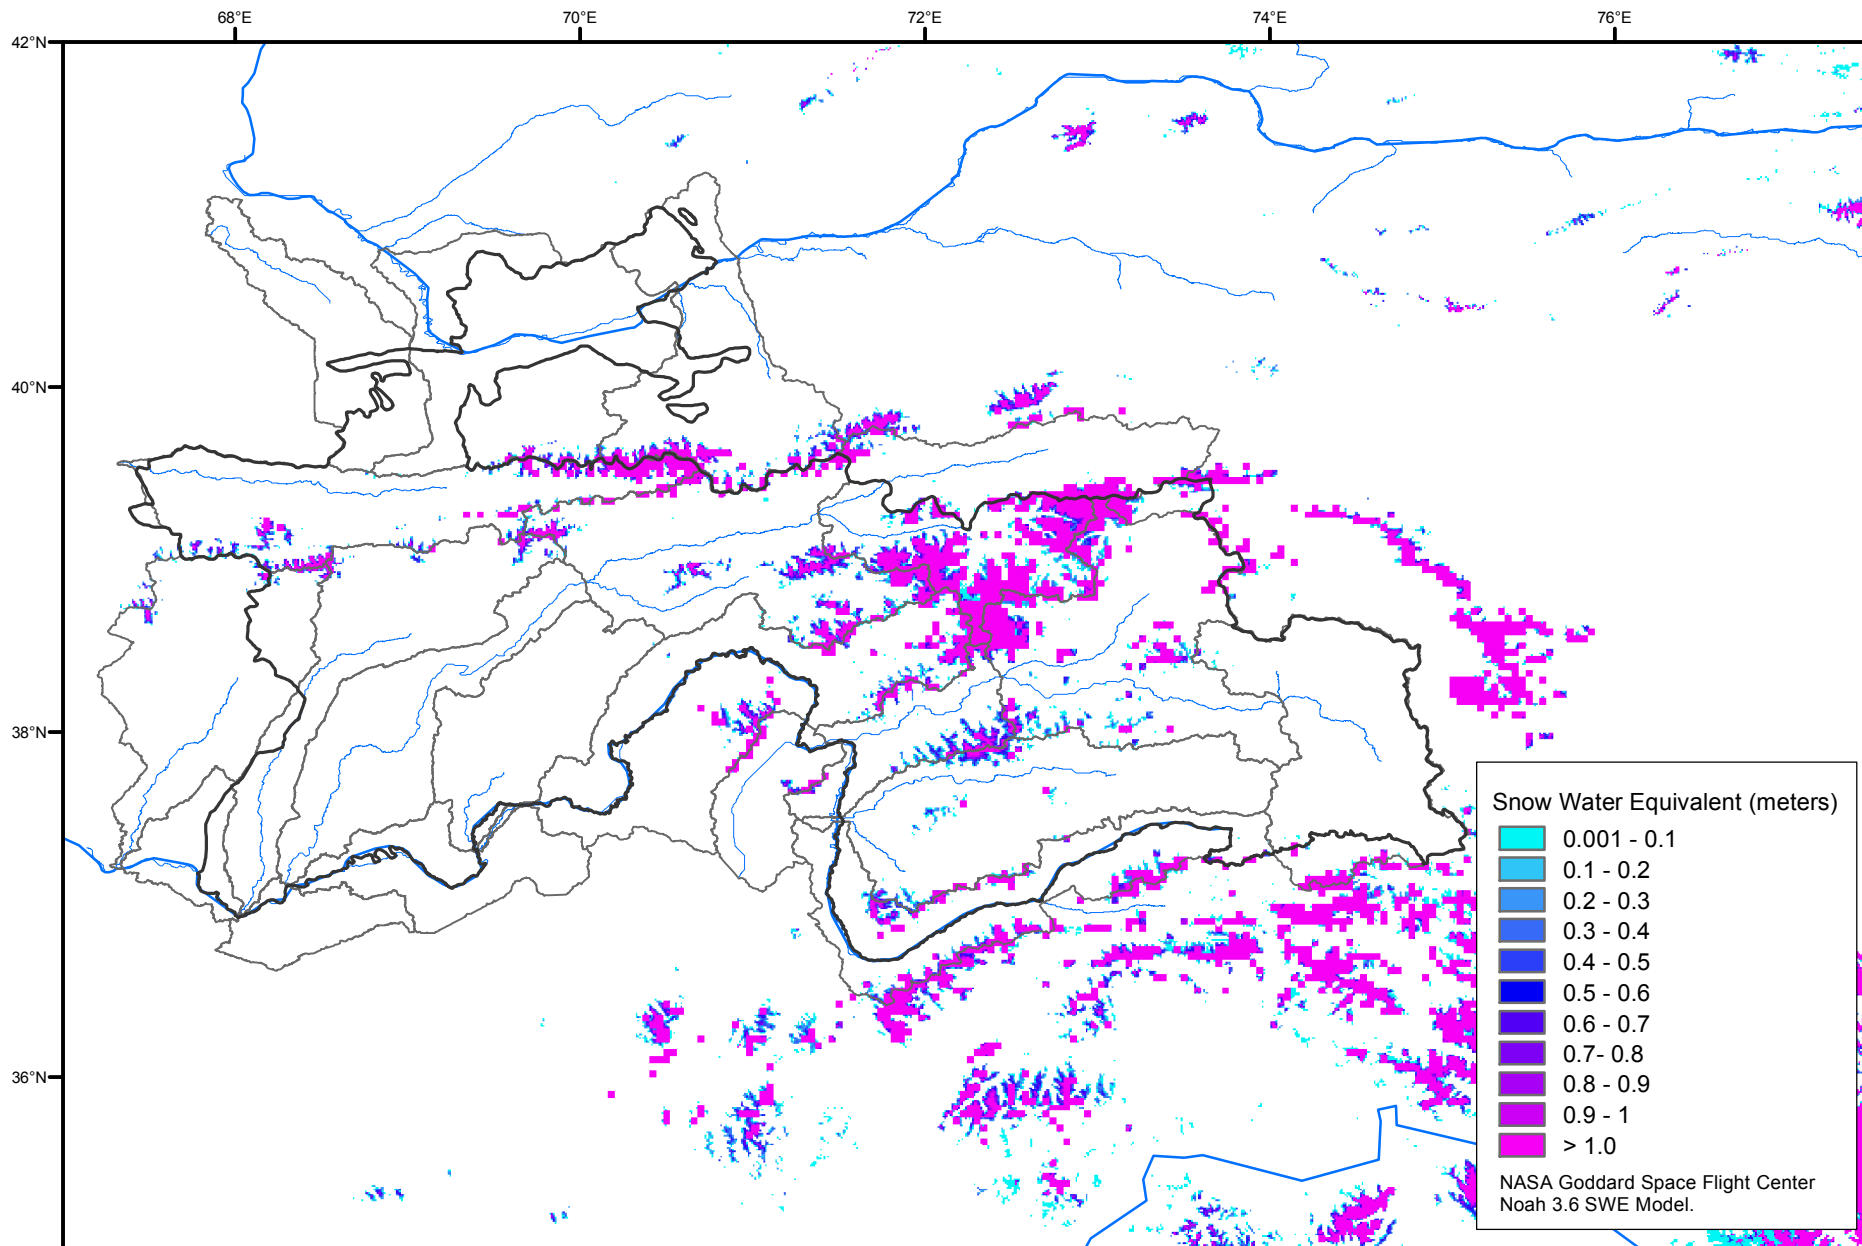 68°E 70°E 72°E 74°E 76°E
42°N
40°N
38°N
36°N
Snow Water Equivalent (meters)
0.001 - 0.1
0.1 - 0.2
0.2 - 0.3
0.3 - 0.4
0.4 - 0.5
0.5 - 0.6
0.6 - 0.7
0.7- 0.8
0.8 - 0.9
0.9 - 1
> 1.0
NASA Goddard Space Flight Center
Noah 3.6 SWE Model.